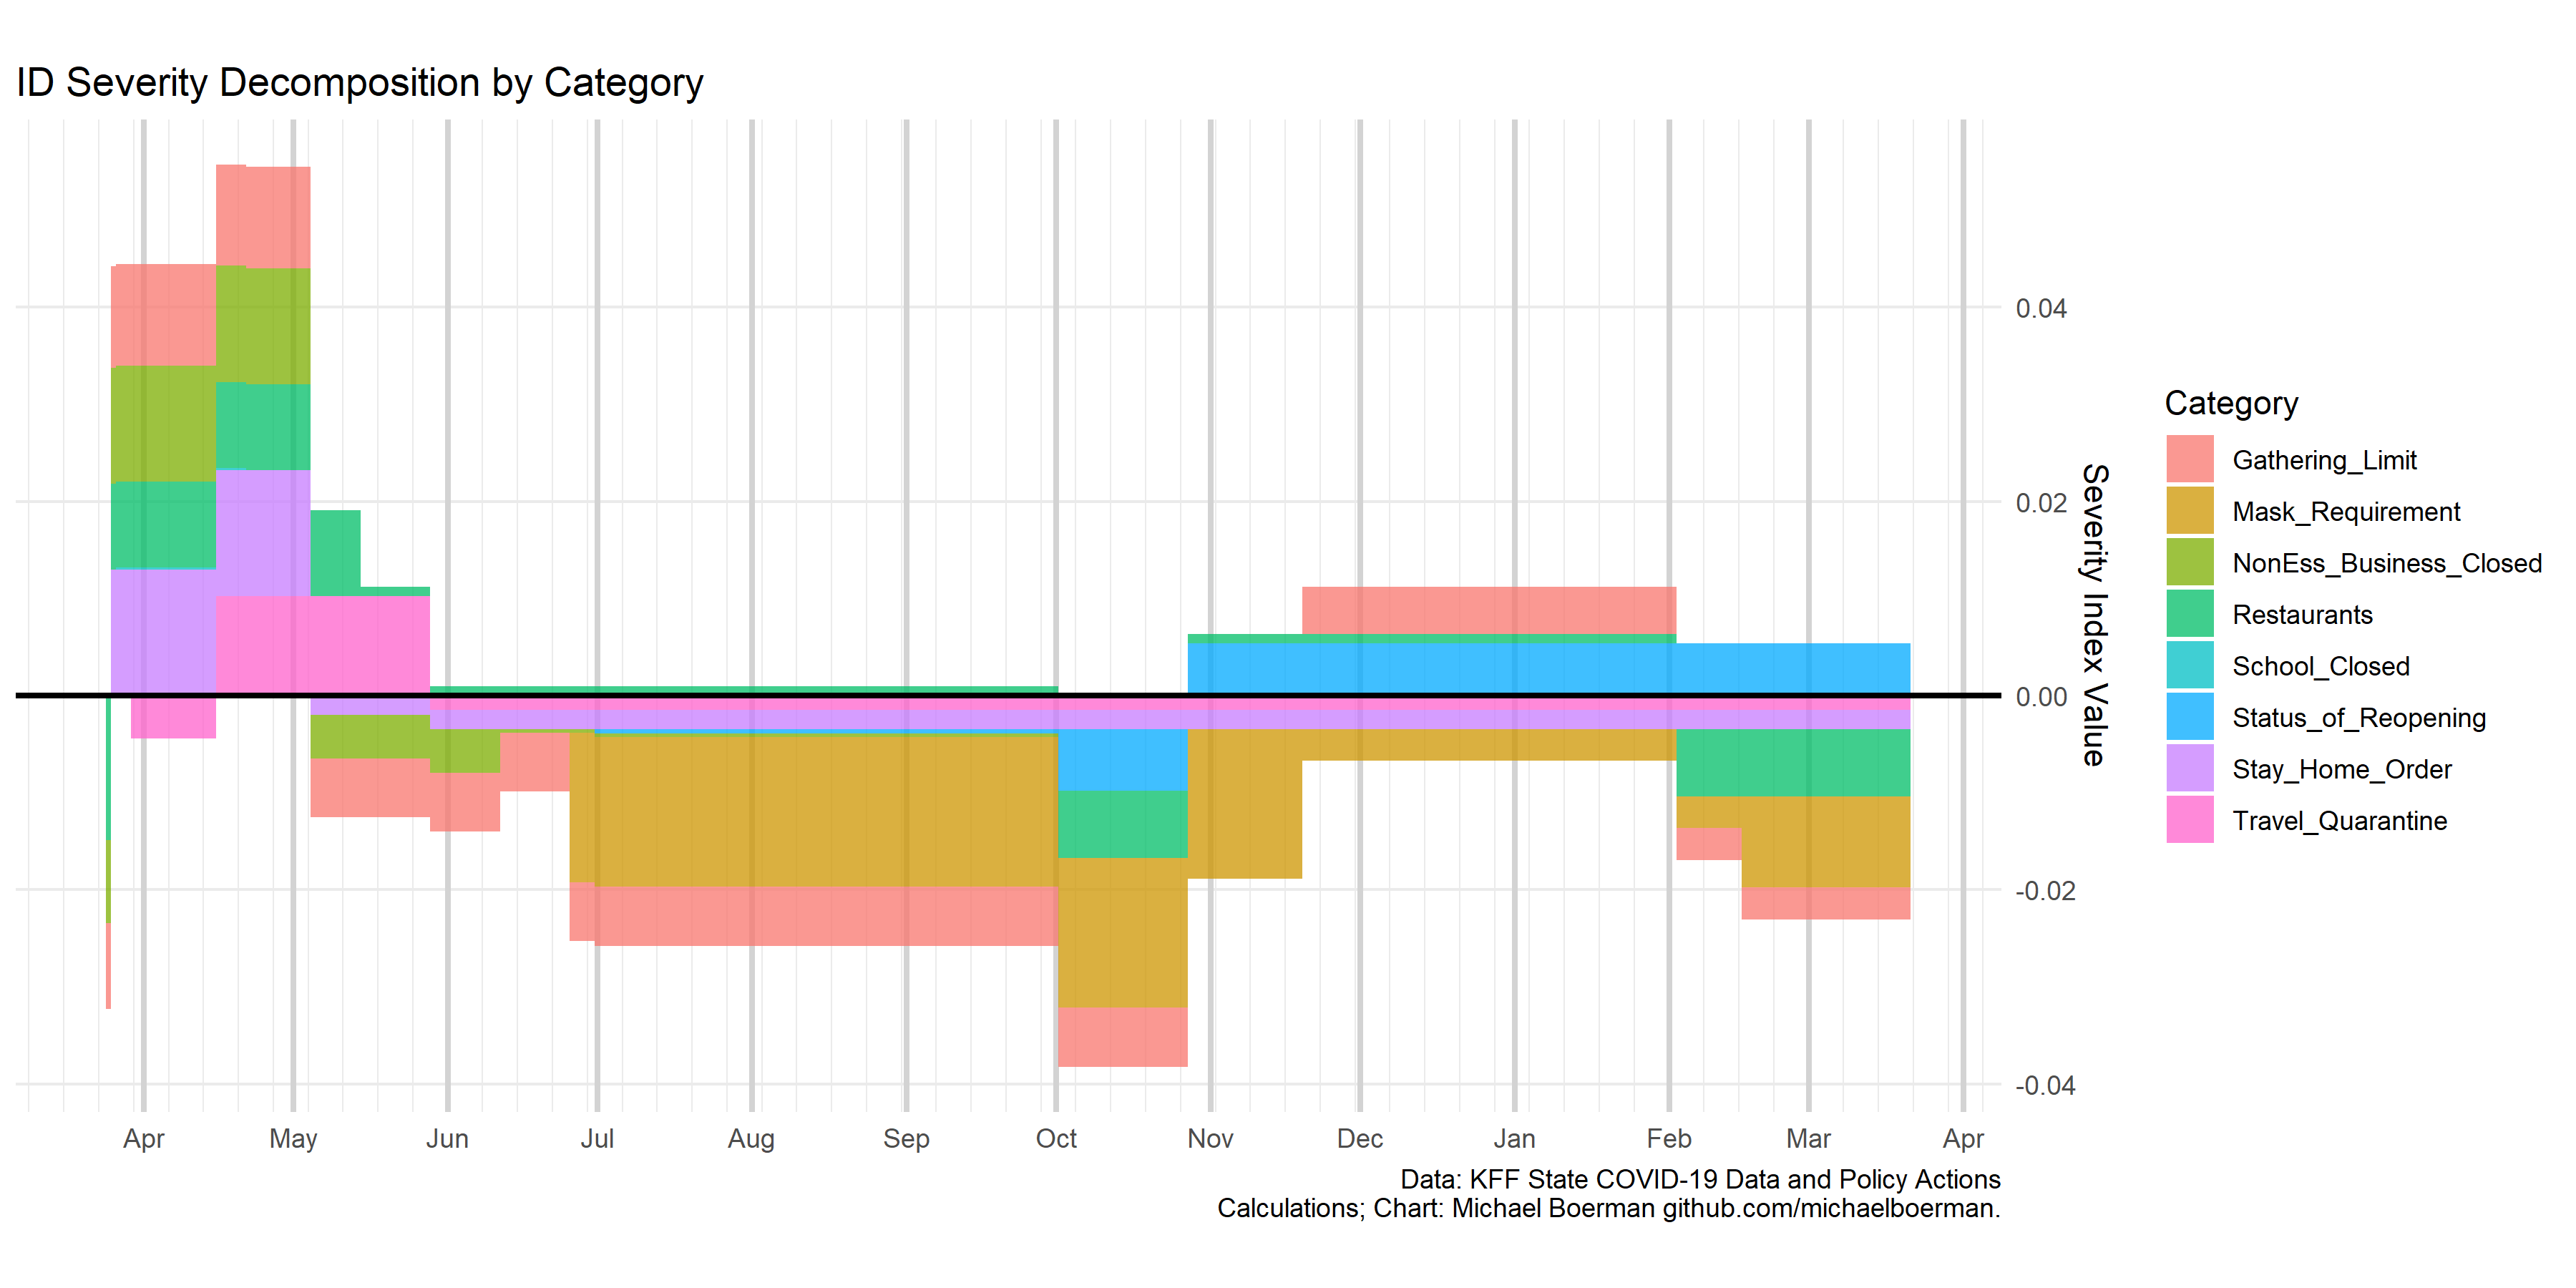 ID Severity Decomposition by Category
0.04
0.02
0.00
-0.02
-0.04
Severity Index Value
Apr
May
Jun
Jul
Aug
Sep
Oct
Nov
Dec
Jan
Feb
Mar
Apr
Category
Gathering_Limit
Mask_Requirement
NonEss_Business_Closed
Restaurants
School_Closed
Status_of_Reopening
Stay_Home_Order
Travel_Quarantine
Data: KFF State COVID-19 Data and Policy Actions
Calculations; Chart: Michael Boerman github.com/michaelboerman.